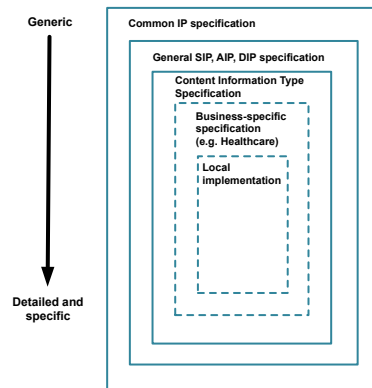 Generic
Common IP specification
General SIP, AIP, DIP specification
Content Information Type
Specification
Business-specific
specification
(e.g. Healthcare)
Local
implementation
Detailed and
specific